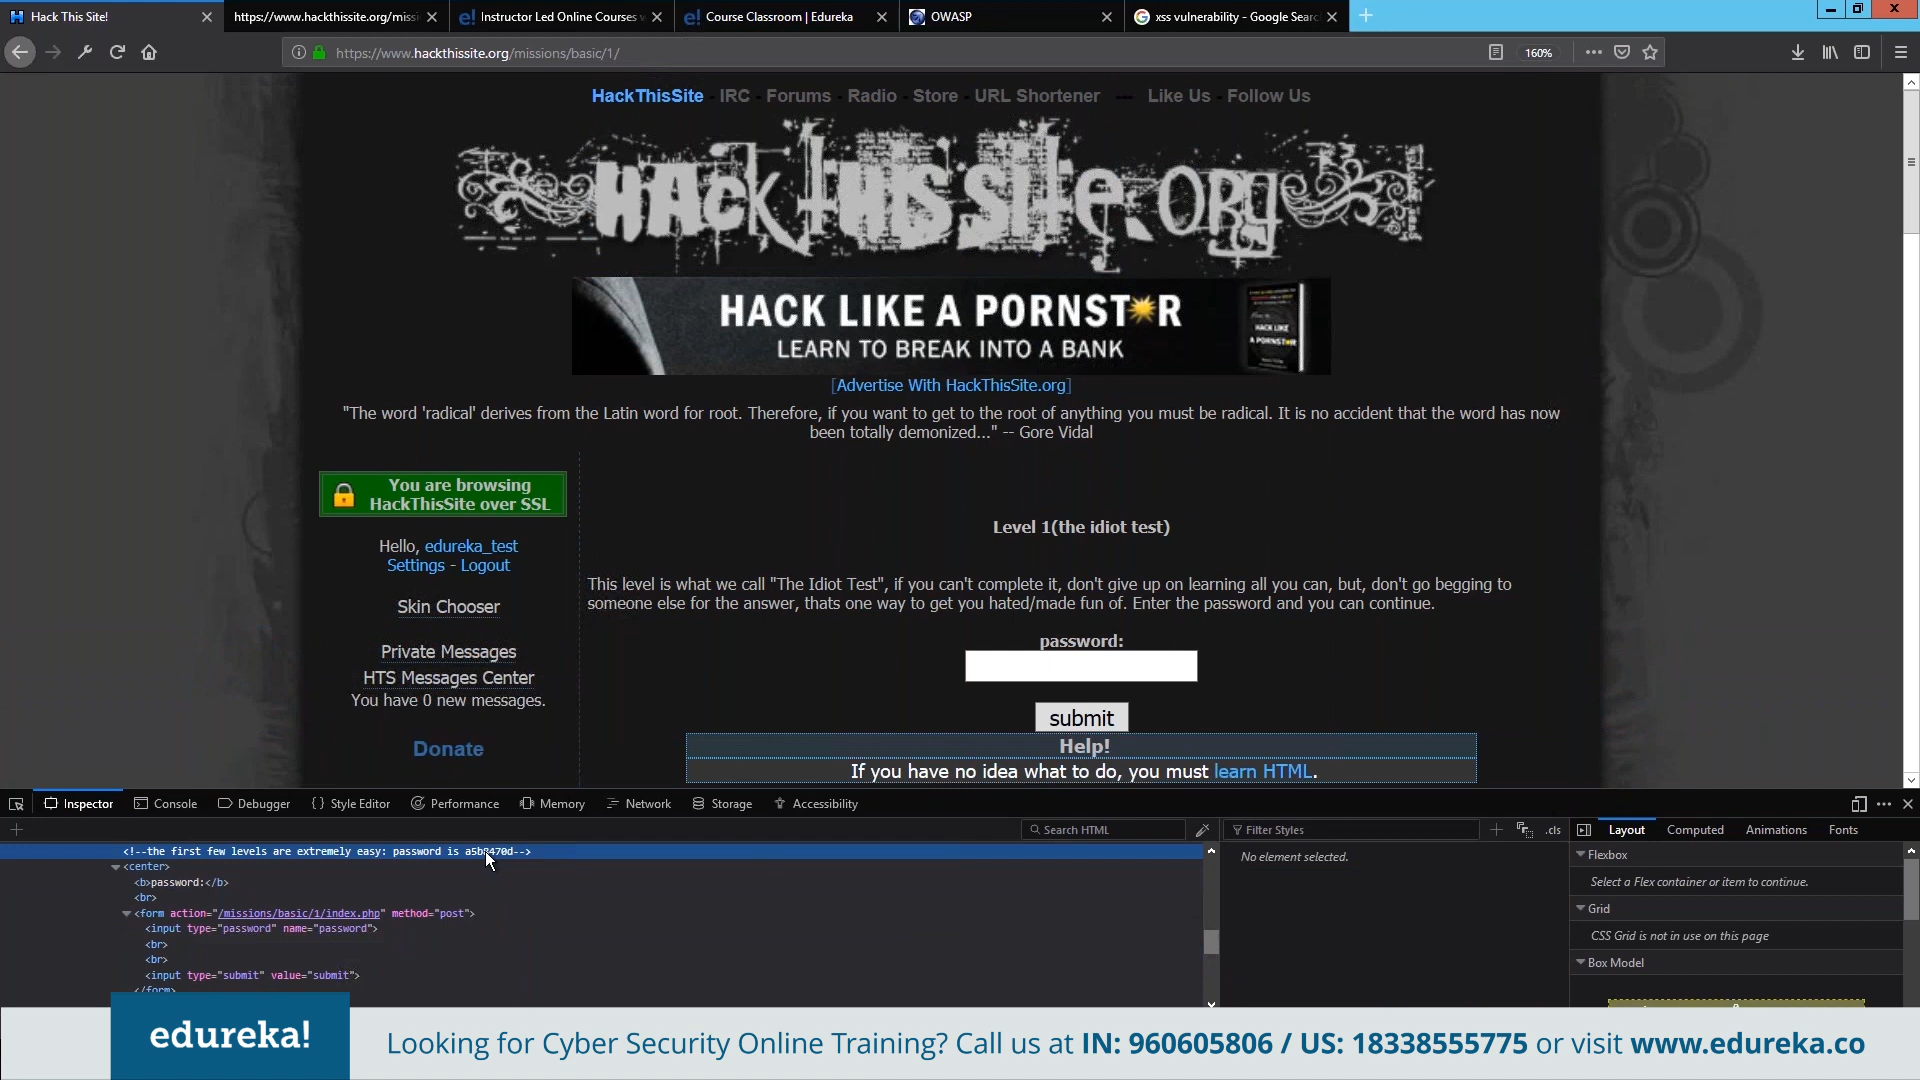 Hack This Site!
https://www.hackthissite.org/missi
Instructor Led Online Courses
Course Classroom | Edureka
OWASP
xss vulnerability - Google Searc
https://www.hackthissite.org/missions/basic/1/
160%
HackThisSite - IRC - Forums - Radio - Store - URL Shortener --- Like Us - Follow Us
HACK THIS SITE.ORG
HACK LIKE A PORNST★R
LEARN TO BREAK INTO A BANK
HACK LIKE A
PORNST★R
[Advertise With HackThisSite.org]
"The word 'radical' derives from the Latin word for root. Therefore, if you want to get to the root of anything you must be radical. It is no accident that the word has now
been totally demonized..." -- Gore Vidal
You are browsing
HackThisSite over SSL
Hello, edureka_test
Settings - Logout
Skin Chooser
Private Messages
HTS Messages Center
You have 0 new messages.
Donate
Level 1(the idiot test)
This level is what we call "The Idiot Test", if you can't complete it, don't give up on learning all you can, but, don't go begging to
someone else for the answer, thats one way to get you hated/made fun of. Enter the password and you can continue.
password:
submit
Help!
If you have no idea what to do, you must learn HTML.
Inspector Console Debugger Style Editor Performance Memory Network Storage Accessibility
Search HTML
Filter Styles
.cls
Layout Computed Animations Fonts
<!--the first few levels are extremely easy: password is
<center>
<b>password:</b>
<br>
<form action="/missions/basic/1/index.php" method="post">
<input type="password" name="password">
<br>
<br>
<input type="submit" value="submit">
</form>
No element selected.
Flexbox
Select a Flex container or item to continue.
Grid
CSS Grid is not in use on this page
Box Model
edureka!
Looking for Cyber Security Online Training? Call us at IN: 960605806 / US: 18338555775 or visit www.edureka.co